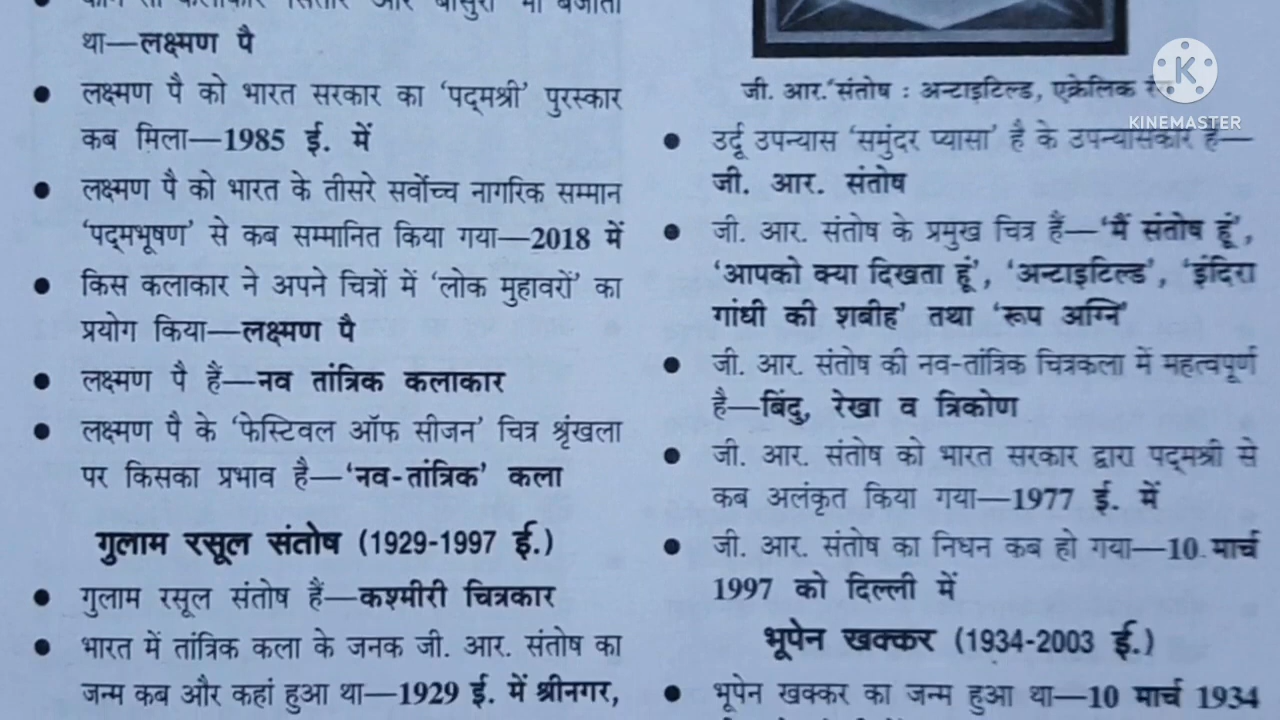 कौन सा कलाकार सितार और बांसुरी भी बजाता
था—लक्ष्मण पै
● लक्ष्मण पै को भारत सरकार का ‘पद्मश्री’ पुरस्कार
कब मिला—1985 ई. में
● लक्ष्मण पै को भारत के तीसरे सर्वोच्च नागरिक सम्मान
‘पद्मभूषण’ से कब सम्मानित किया गया—2018 में
● किस कलाकार ने अपने चित्रों में ‘लोक मुहावरों’ का
प्रयोग किया—लक्ष्मण पै
● लक्ष्मण पै हैं—नव तांत्रिक कलाकार
● लक्ष्मण पै के ‘फेस्टिवल ऑफ सीजन’ चित्र श्रृंखला
पर किसका प्रभाव है—‘नव-तांत्रिक’ कला
गुलाम रसूल संतोष (1929-1997 ई.)
● गुलाम रसूल संतोष हैं—कश्मीरी चित्रकार
● भारत में तांत्रिक कला के जनक जी. आर. संतोष का
जन्म कब और कहां हुआ था—1929 ई. में श्रीनगर,
जी. आर. संतोष : अन्टाइटिल्ड, एक्रेलिक
● उर्दू उपन्यास ‘समुंदर प्यासा’ है के उपन्यासकार हैं—
जी. आर. संतोष
● जी. आर. संतोष के प्रमुख चित्र हैं—‘मैं संतोष हूं’,
‘आपको क्या दिखता हूं’, ‘अन्टाइटिल्ड’, ‘इंदिरा
गांधी की शबीह’ तथा ‘रूप अग्नि’
● जी. आर. संतोष की नव-तांत्रिक चित्रकला में महत्वपूर्ण
है—बिंदु, रेखा व त्रिकोण
● जी. आर. संतोष को भारत सरकार द्वारा पद्मश्री से
कब अलंकृत किया गया—1977 ई. में
● जी. आर. संतोष का निधन कब हो गया—10 मार्च
1997 को दिल्ली में
भूपेन खक्कर (1934-2003 ई.)
● भूपेन खक्कर का जन्म हुआ था—10 मार्च 1934
K
KINEMASTER